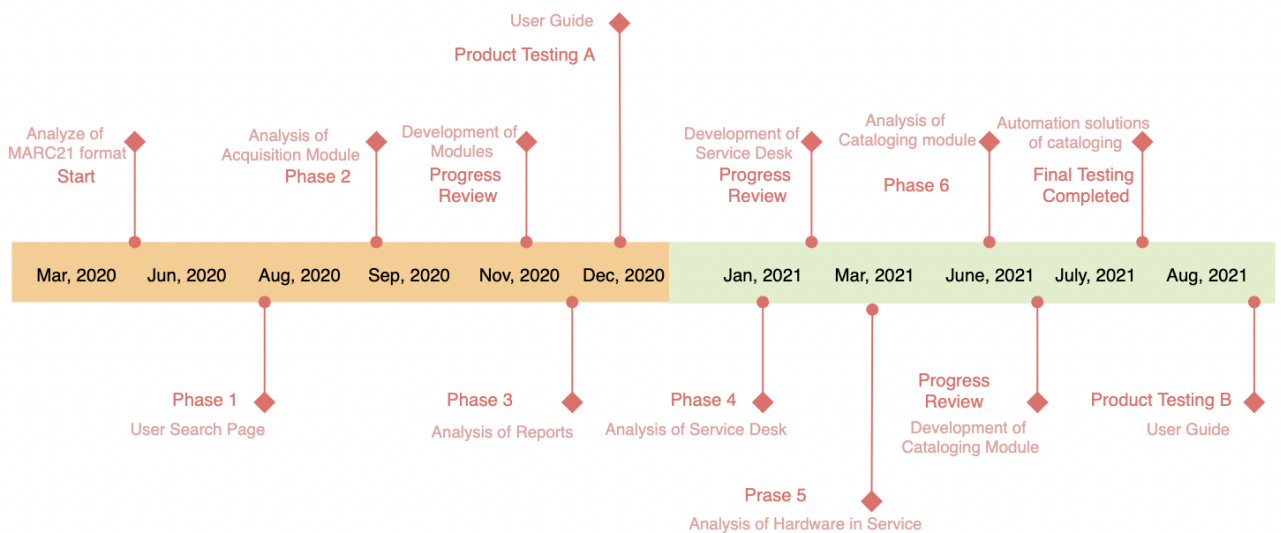 User Guide
Product Testing A
Analyze of
MARC21 format
Start
Analysis of
Acquisition Module
Phase 2
Development of
Modules
Progress
Review
Development of
Service Desk
Progress
Review
Analysis of
Cataloging module
Phase 6
Automation solutions
of cataloging
Final Testing
Completed
Mar, 2020 Jun, 2020 Aug, 2020 Sep, 2020 Nov, 2020 Dec, 2020 Jan, 2021 Mar, 2021 June, 2021 July, 2021 Aug, 2021
Phase 1
User Search Page
Phase 3
Analysis of Reports
Phase 4
Analysis of Service Desk
Progress
Review
Development of
Cataloging Module
Product Testing B
User Guide
Prase 5
Analysis of Hardware in Service